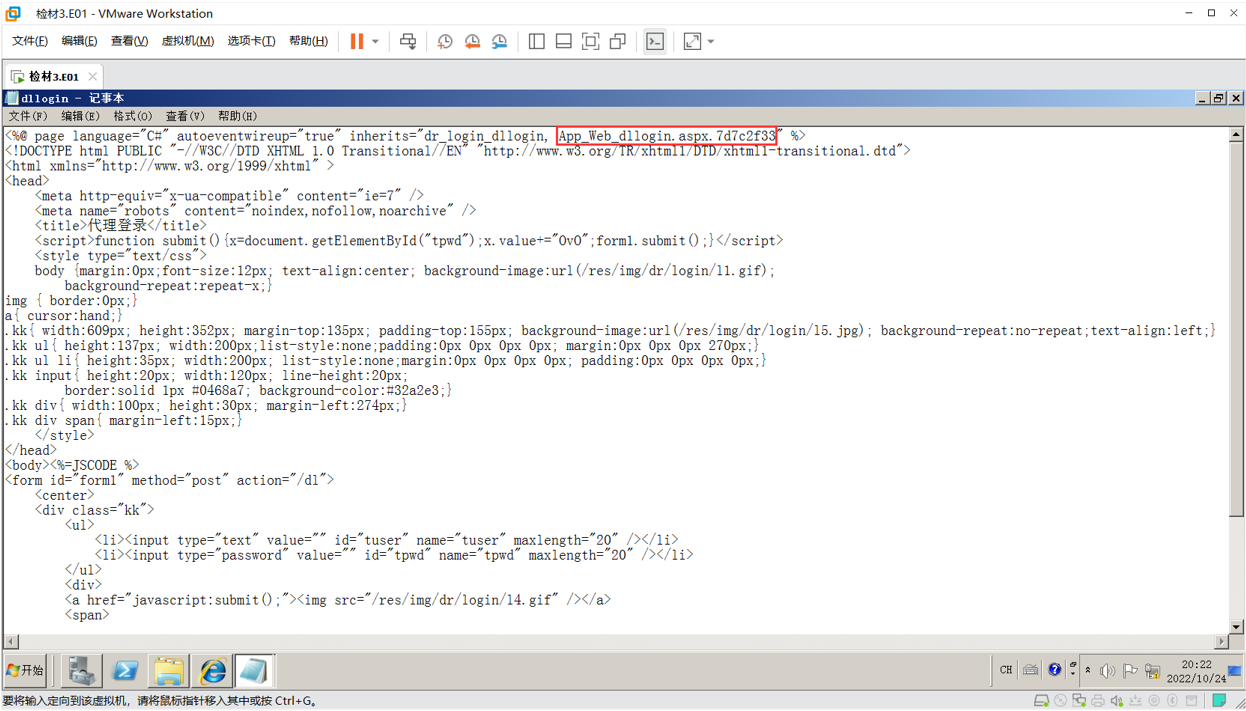 检材3.E01 - VMware Workstation
文件(F) 编辑(E) 查看(V) 虚拟机(M) 选项卡(T) 帮助(H)
检材3.E01
dllogin - 记事本
文件(F) 编辑(E) 格式(O) 查看(V) 帮助(H)
<%@ page language="C#" autoeventwireup="true" inherits="dr_login_dllogin, App_Web_dllogin.aspx.7d7c2f33" %>
<!DOCTYPE html PUBLIC "-//W3C//DTD XHTML 1.0 Transitional//EN" "http://www.w3.org/TR/xhtml1/DTD/xhtml1-transitional.dtd">
<html xmlns="http://www.w3.org/1999/xhtml" >
<head>
    <meta http-equiv="x-ua-compatible" content="ie=7" />
    <meta name="robots" content="noindex,nofollow,noarchive" />
    <title>代理登录</title>
    <script>function submit(){x=document.getElementById("tpwd");x.value+="OvO";form1.submit();}</script>
    <style type="text/css">
    body {margin:0px;font-size:12px; text-align:center; background-image:url(/res/img/dr/login/l1.gif);
        background-repeat:repeat-x;}
img { border:0px;}
a{ cursor:hand;}
.kk{ width:609px; height:352px; margin-top:135px; padding-top:155px; background-image:url(/res/img/dr/login/l5.jpg); background-repeat:no-repeat;text-align:left;}
.kk ul{ height:137px; width:200px;list-style:none;padding:0px 0px 0px 0px; margin:0px 0px 0px 270px;}
.kk ul li{ height:35px; width:200px; list-style:none;margin:0px 0px 0px 0px; padding:0px 0px 0px 0px;}
.kk input{ height:20px; width:120px; line-height:20px;
        border:solid 1px #0468a7; background-color:#32a2e3;}
.kk div{ width:100px; height:30px; margin-left:274px;}
.kk div span{ margin-left:15px;}
    </style>
</head>
<body><%=JSCODE %>
<form id="form1" method="post" action="/dl">
    <center>
    <div class="kk">
        <ul>
            <li><input type="text" value="" id="tuser" name="tuser" maxlength="20" /></li>
            <li><input type="password" value="" id="tpwd" name="tpwd" maxlength="20" /></li>
        </ul>
        <div>
        <a href="javascript:submit();"><img src="/res/img/dr/login/l4.gif" /></a>
        <span>
开始 CH 20:22
2022/10/24
要将输入定向到该虚拟机，请将鼠标指针移入其中或按 Ctrl+G。